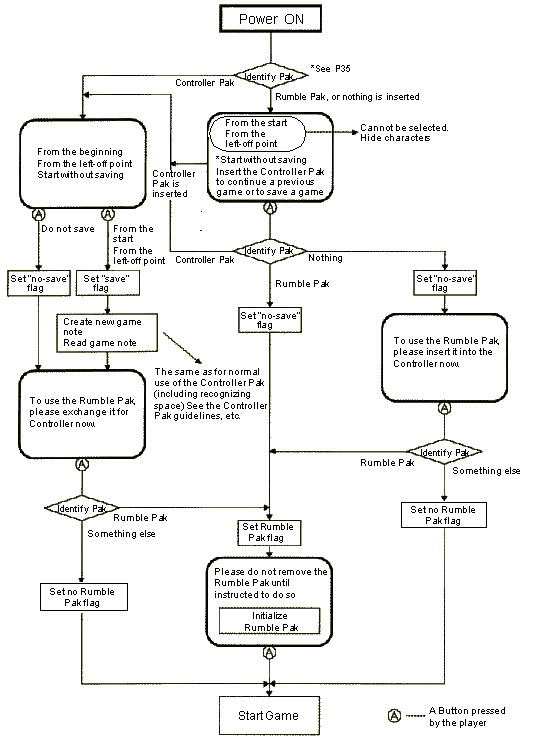 Power ON
*See P35
Identify Pak
Controller Pak
Rumble Pak, or nothing is inserted
From the start
From the
left-off point
Cannot be selected.
Hide characters
*Start without saving
Insert the Controller Pak
to continue a previous
game or to save a game
From the beginning
From the left-off point
Start without saving
Controller
Pak is
inserted
A
A
A
Do not save
From the
start
From the
left-off point
Identify Pak
Controller Pak
Nothing
Rumble Pak
Set "no-save"
flag
Set "save"
flag
Set "no-save"
flag
Set "no-save"
flag
Create new game
note
Read game note
To use the Rumble Pak,
please insert it into the
Controller now.
The same as for normal
use of the Controller Pak
(including recognizing
space) See the Controller
Pak guidelines, etc.
To use the Rumble Pak,
please exchange it for
Controller now.
A
A
Identify Pak
Rumble Pak
Something else
Identify Pak
Rumble Pak
Something else
Set no Rumble
Pak flag
Set Rumble
Pak flag
Please do not remove the
Rumble Pak until
instructed to do so
Initialize
Rumble Pak
Set no Rumble
Pak flag
A
Start Game
A
A Button pressed
by the player